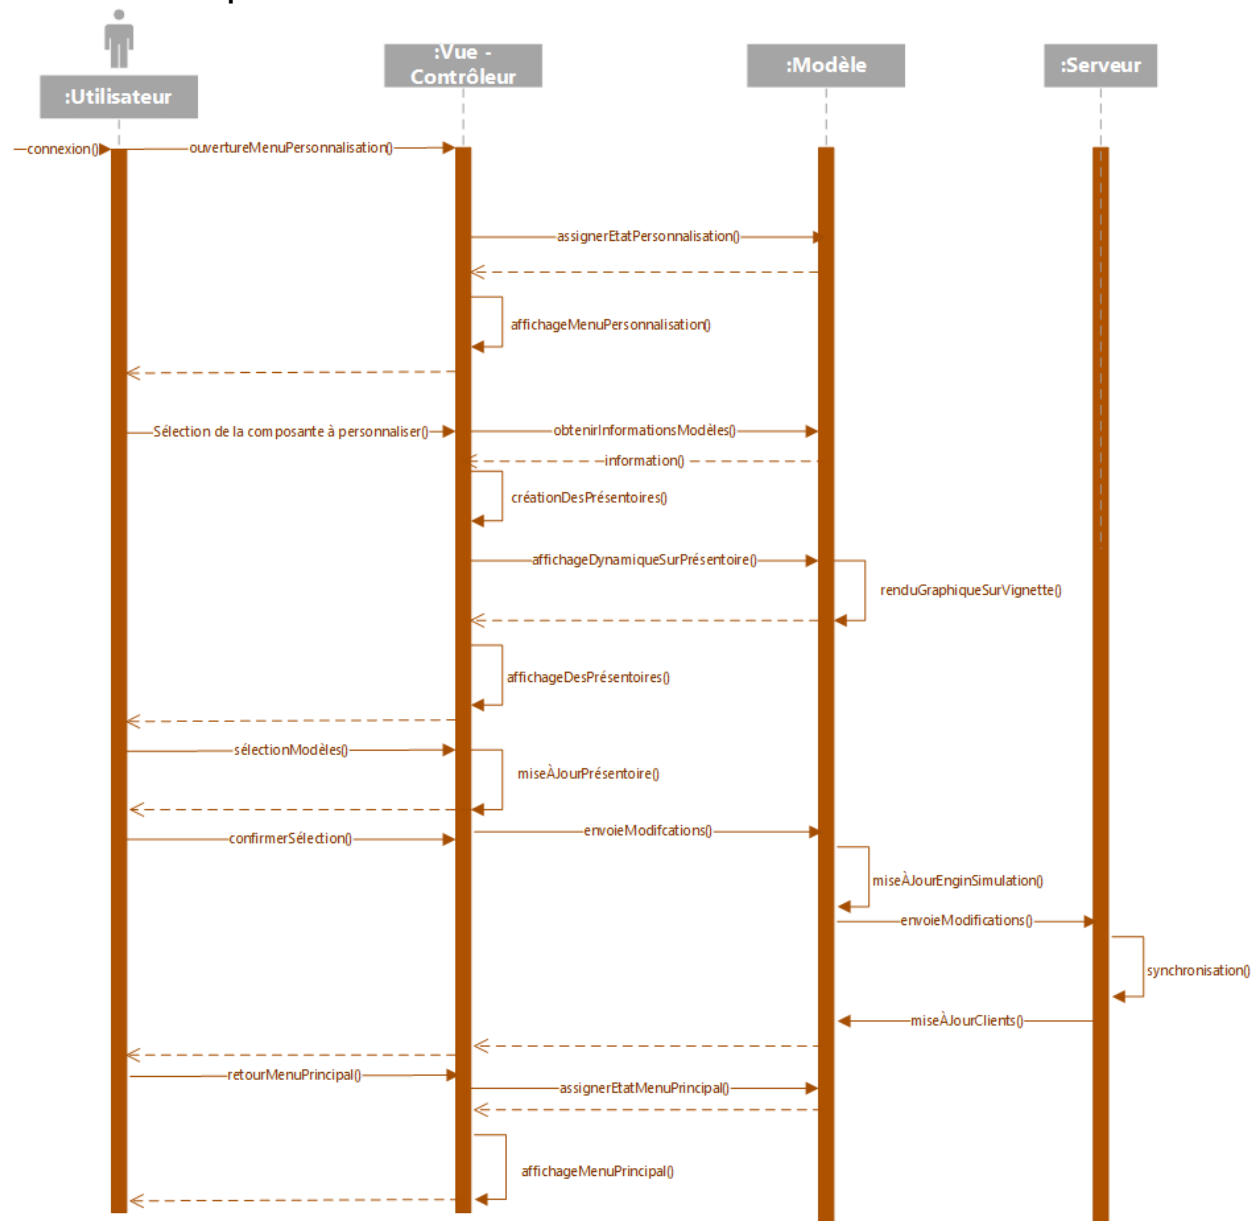 :Utilisateur
:Vue -
Contrôleur
:Modèle
:Serveur
connexion()
ouvertureMenuPersonnalisation()
assignerEtatPersonnalisation()
affichageMenuPersonnalisation()
Sélection de la composante à personnaliser()
obtenirInformationsModèles()
information()
créationDesPrésentoires()
affichageDynamiqueSurPrésentoire()
renduGraphiqueSurVignette()
affichageDesPrésentoires()
sélectionModèles()
miseÀJourPrésentoire()
confirmerSélection()
envoieModifcations()
miseÀJourEnginSimulation()
envoieModifications()
synchronisation()
miseÀJourClients()
retourMenuPrincipal()
assignerEtatMenuPrincipal()
affichageMenuPrincipal()